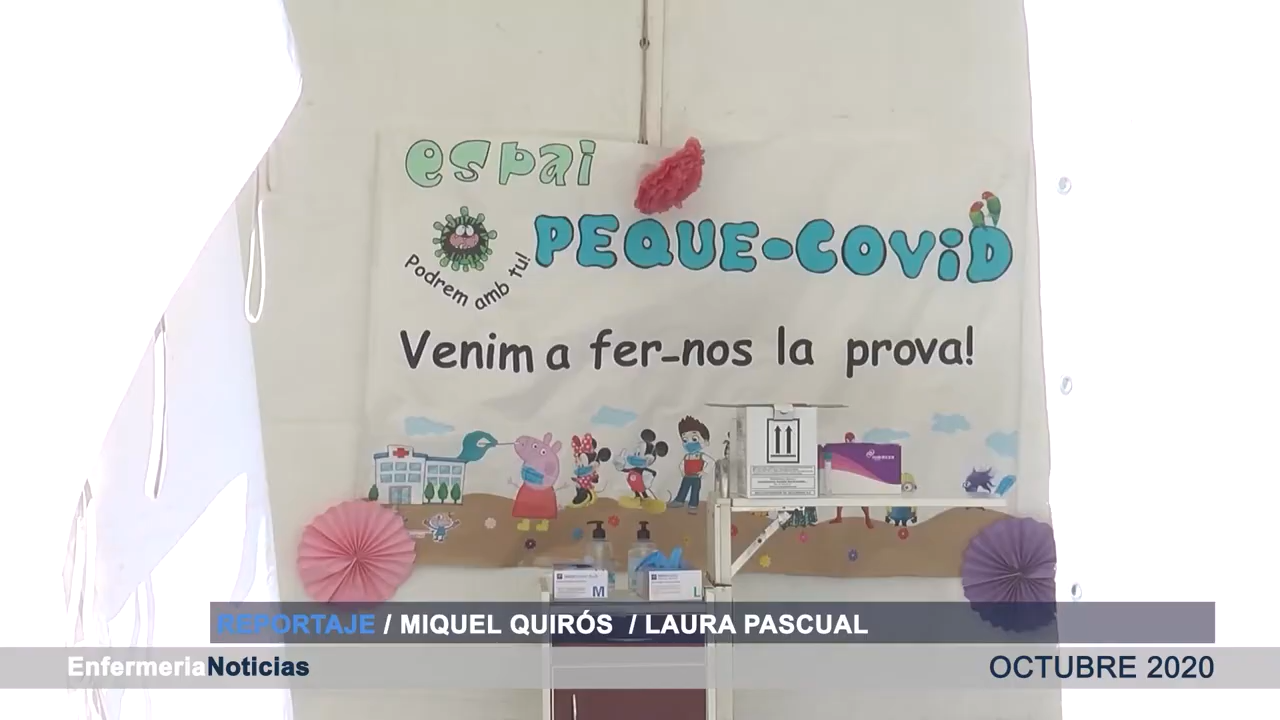 espai
PEQUE-COViD
Podrem amb tu!
Venim a fer-nos la prova!
M
L
REPORTAJE / MIQUEL QUIRÓS / LAURA PASCUAL
EnfermeriaNoticias
OCTUBRE 2020